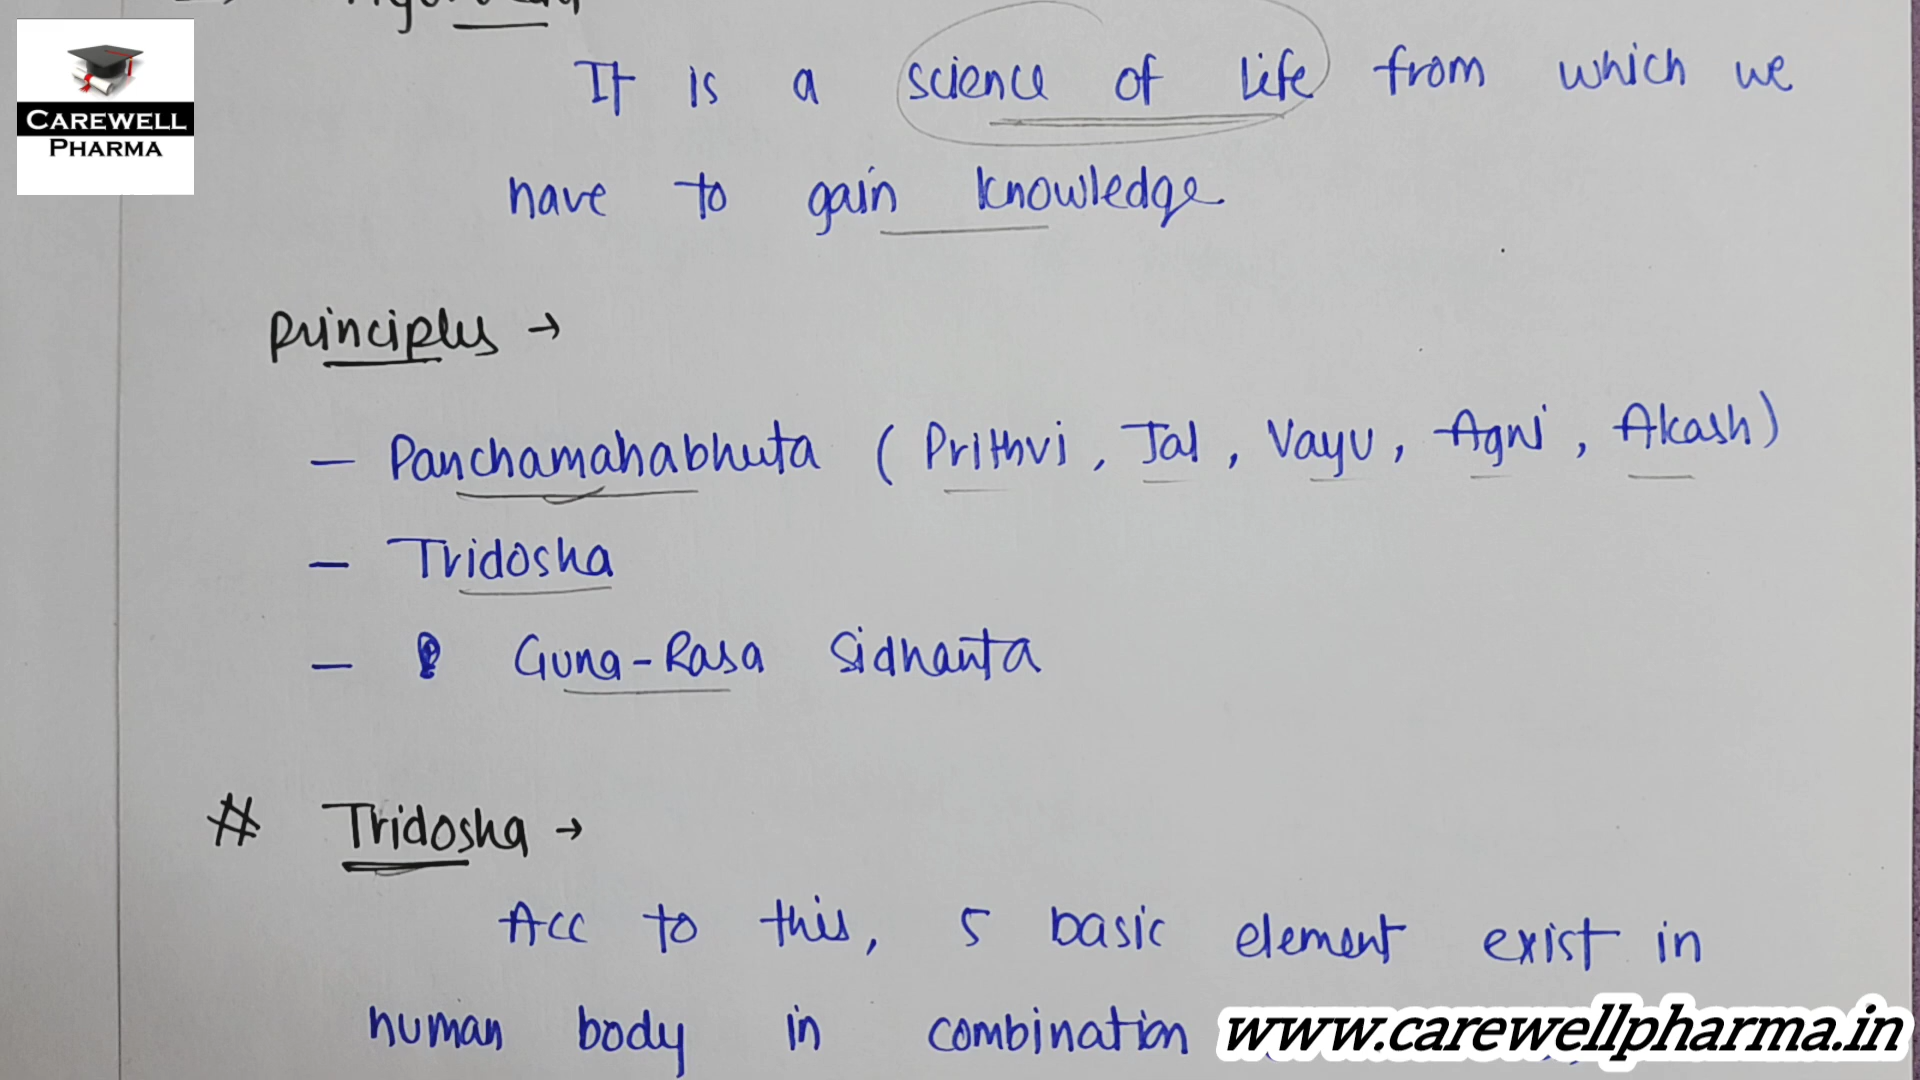 CAREWELL
PHARMA
It is a science of life from which we
have to gain knowledge
Principles →
— Panchamahabhuta ( Prithvi , Jal , Vayu , Agni , Akash )
— Tridosha
— Guna-Rasa Sidhanta
# Tridosha →
Acc to this, 5 basic element exist in
human body in combination
www.carewellpharma.in